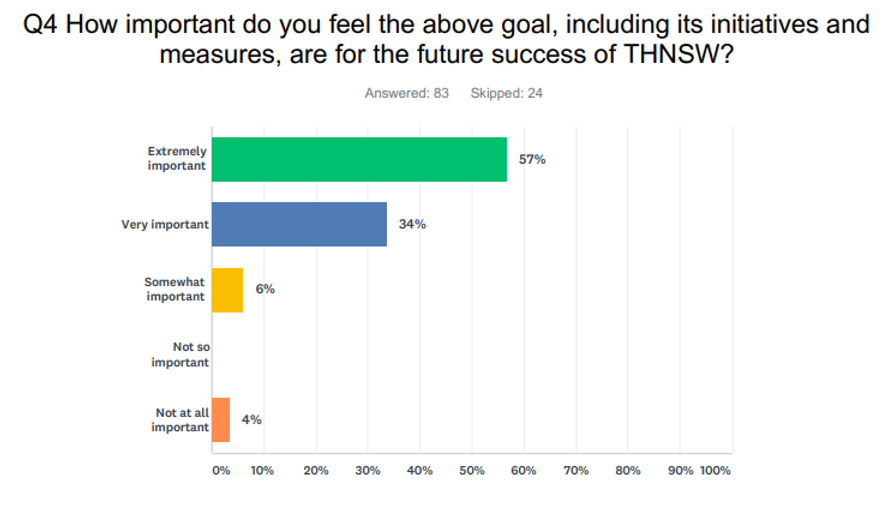 Q4 How important do you feel the above goal, including its initiatives and
measures, are for the future success of THNSW?
Answered: 83 Skipped: 24
Extremely
important
57%
Very important
34%
Somewhat
important
6%
Not so
important
Not at all
important
4%
0% 10% 20% 30% 40% 50% 60% 70% 80% 90% 100%